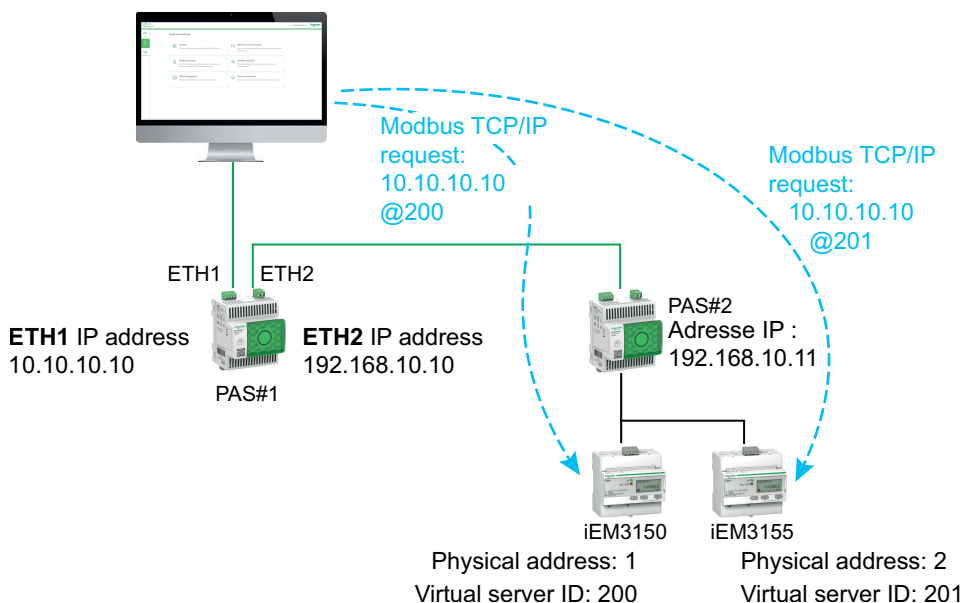 Modbus TCP/IP
request:
10.10.10.10
@200
Modbus TCP/IP
request:
10.10.10.10
@201
ETH1
ETH2
ETH1 IP address
10.10.10.10
ETH2 IP address
192.168.10.10
PAS#1
PAS#2
Adresse IP :
192.168.10.11
iEM3150
iEM3155
Physical address: 1
Virtual server ID: 200
Physical address: 2
Virtual server ID: 201